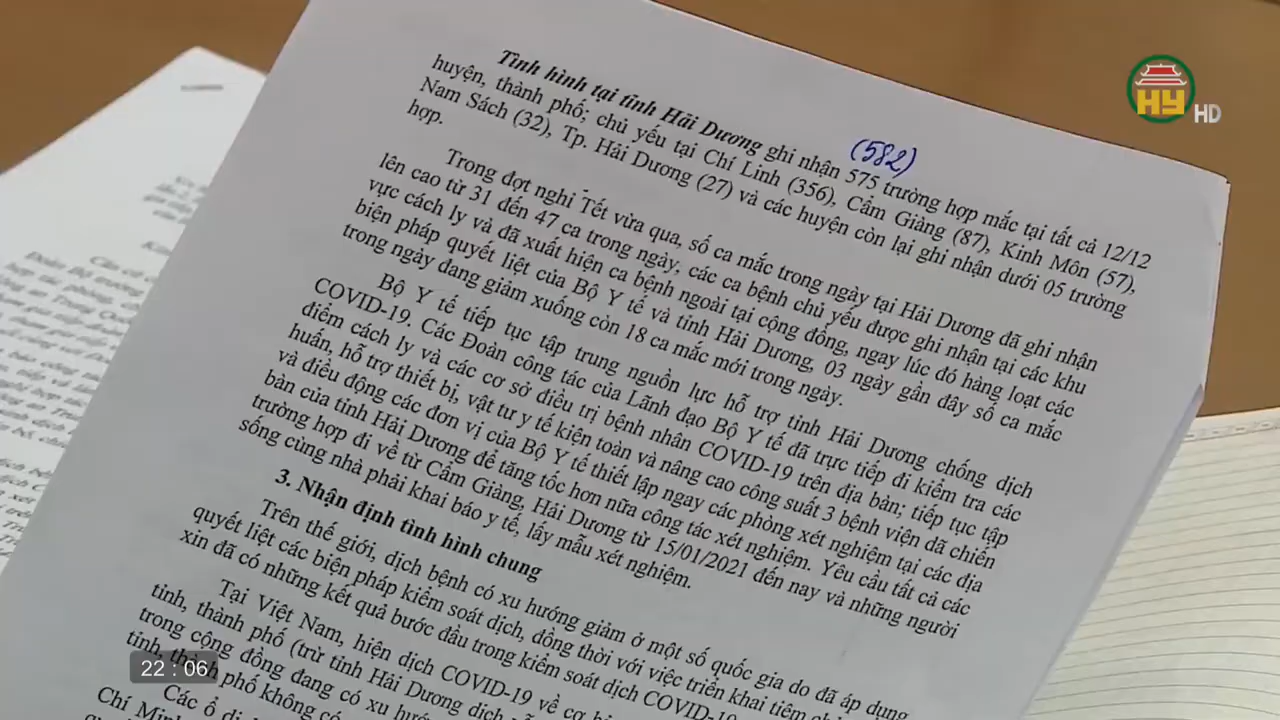 HY HD
(582)
Tình hình tại tỉnh Hải Dương ghi nhận 575 trường hợp mắc tại tất cả 12/12
huyện, thành phố; chủ yếu tại Chí Linh (356), Cẩm Giàng (87), Kinh Môn (57),
Nam Sách (32), Tp. Hải Dương (27) và các huyện còn lại ghi nhận dưới 05 trường
hợp.
Trong đợt nghỉ Tết vừa qua, số ca mắc trong ngày tại Hải Dương đã ghi nhận
lên cao từ 31 đến 47 ca trong ngày, các ca bệnh chủ yếu được ghi nhận tại các khu
vực cách ly và đã xuất hiện ca bệnh ngoài tại cộng đồng, ngay lúc đó hàng loạt các
biện pháp quyết liệt của Bộ Y tế và tỉnh Hải Dương, 03 ngày gần đây số ca mắc
trong ngày đang giảm xuống còn 18 ca mắc mới trong ngày.
Bộ Y tế tiếp tục tập trung nguồn lực hỗ trợ tỉnh Hải Dương chống dịch
COVID-19. Các Đoàn công tác của Lãnh đạo Bộ Y tế đã trực tiếp đi kiểm tra các
điểm cách ly và các cơ sở điều trị bệnh nhân COVID-19 trên địa bàn; tiếp tục tập
huấn, hỗ trợ thiết bị, vật tư y tế kiện toàn và nâng cao công suất 3 bệnh viện dã chiến
và điều động các đơn vị của Bộ Y tế thiết lập ngay các phòng xét nghiệm tại các địa
bàn của tỉnh Hải Dương để tăng tốc hơn nữa công tác xét nghiệm. Yêu cầu tất cả các
trường hợp đi về từ Cẩm Giàng, Hải Dương từ 15/01/2021 đến nay và những người
sống cùng nhà phải khai báo y tế, lấy mẫu xét nghiệm.
3. Nhận định tình hình chung
Trên thế giới, dịch bệnh có xu hướng giảm ở một số quốc gia do đã áp dụng
quyết liệt các biện pháp kiểm soát dịch, đồng thời với việc triển khai tiêm
xin đã có những kết quả bước đầu trong kiểm soát dịch COVID-19
Tại Việt Nam, hiện dịch COVID-19 về cơ
tỉnh, thành phố (trừ tỉnh Hải Dương dịch
trong cộng đồng đang có xu hướ
tỉnh, thành phố không có
Các ổ dị
Chí Minh
22 : 06